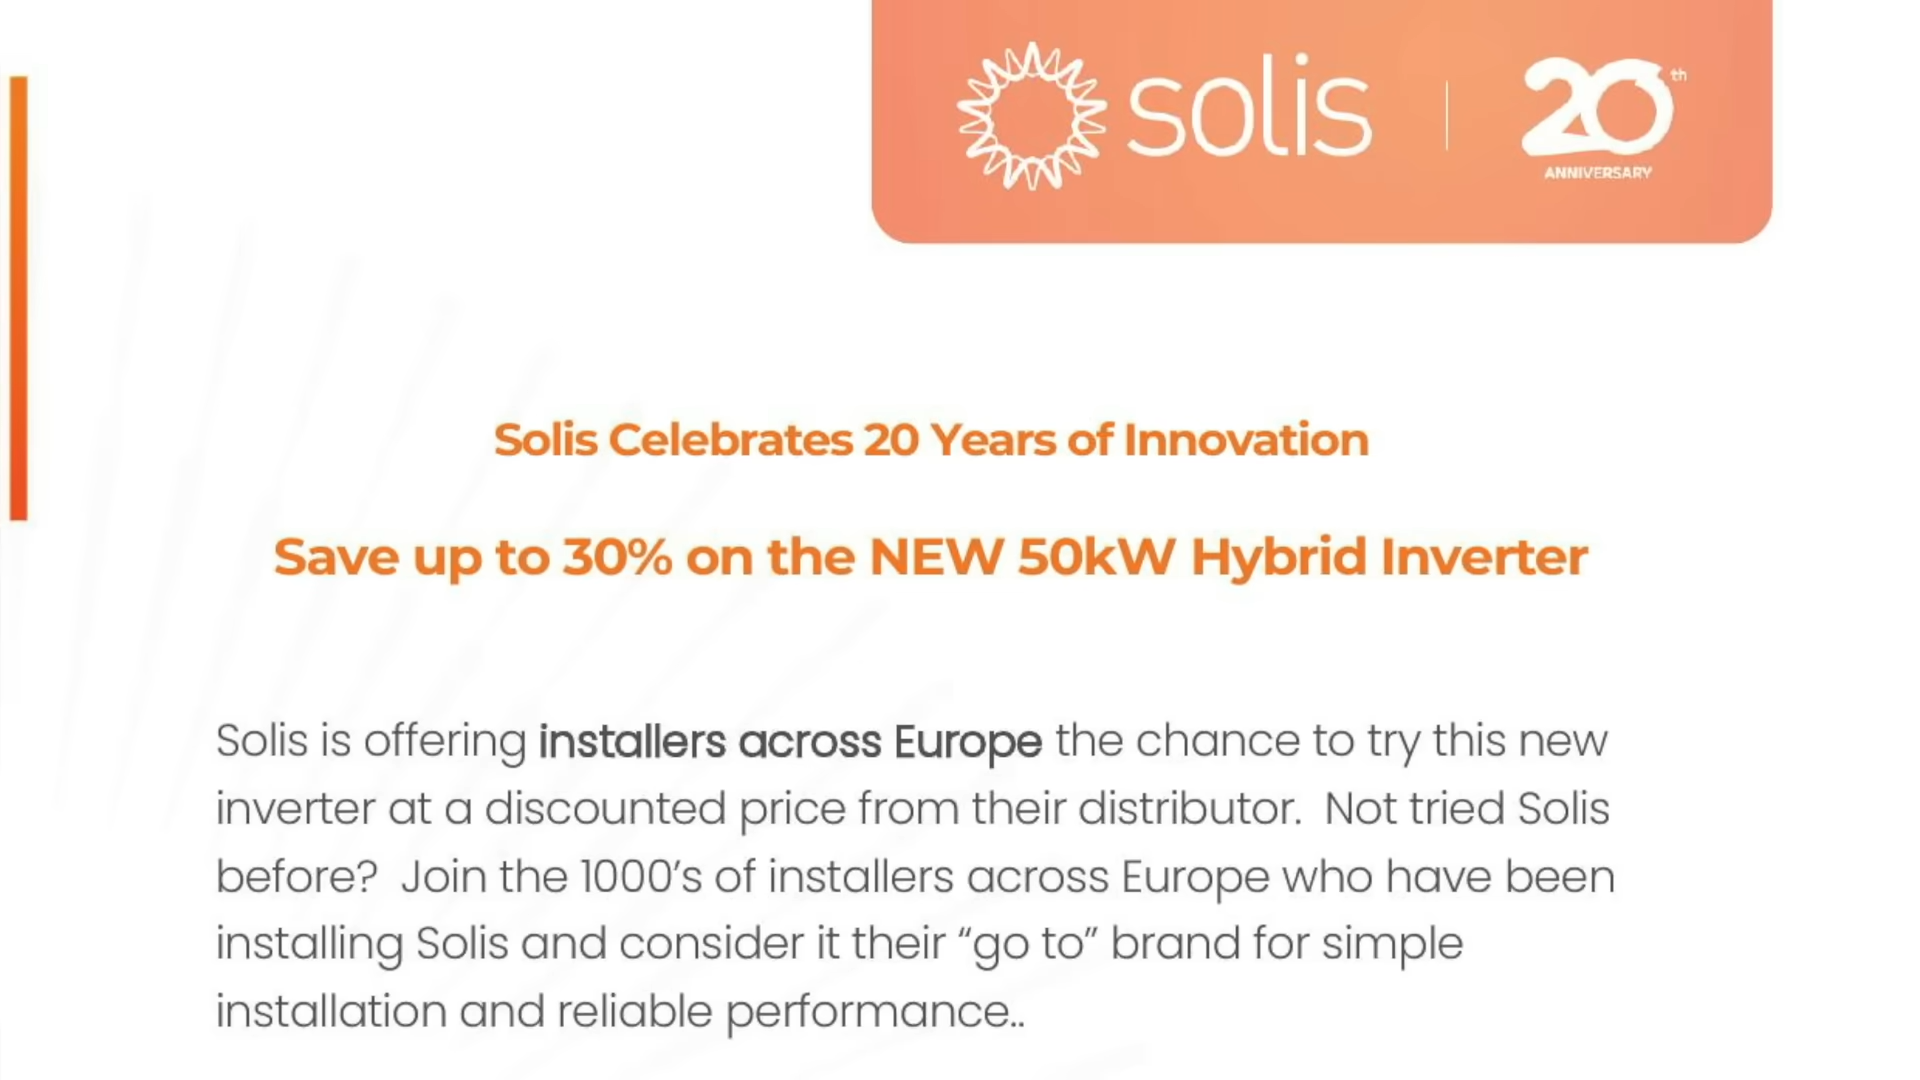 solis
20th
ANNIVERSARY
Solis Celebrates 20 Years of Innovation
Save up to 30% on the NEW 50kW Hybrid Inverter
Solis is offering installers across Europe the chance to try this new
inverter at a discounted price from their distributor.  Not tried Solis
before?  Join the 1000’s of installers across Europe who have been
installing Solis and consider it their “go to” brand for simple
installation and reliable performance..